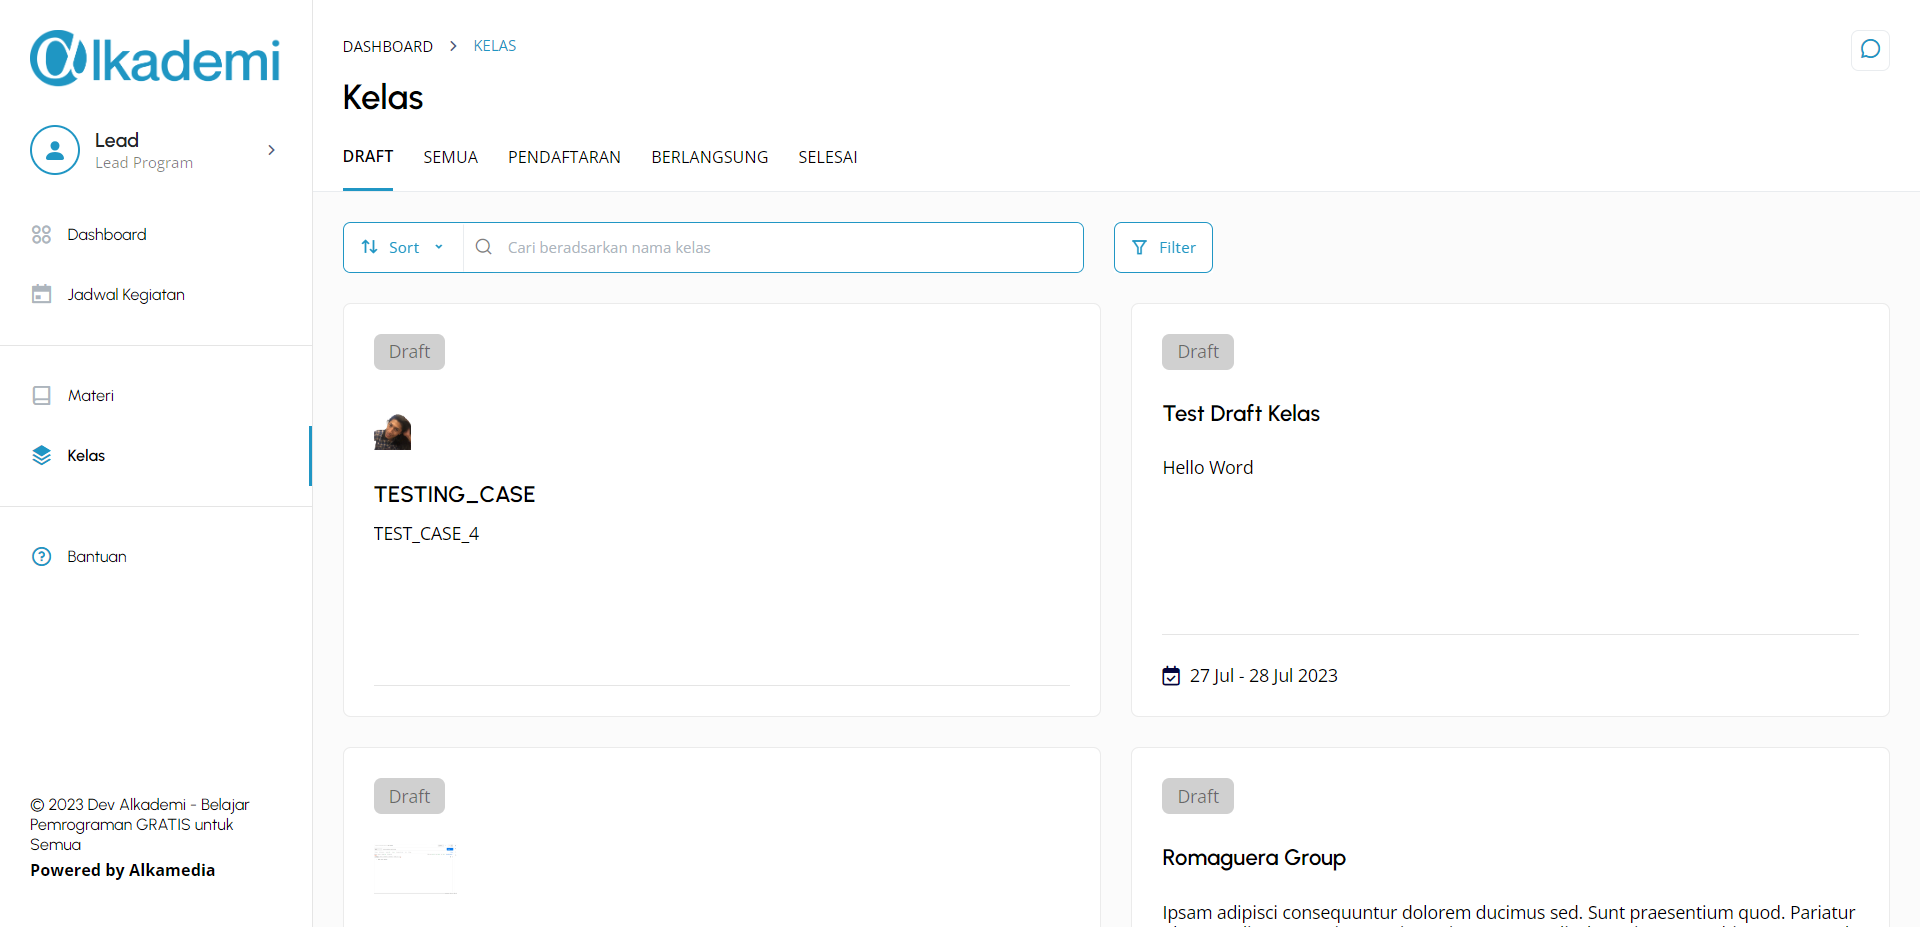 Alkademi
Lead
Lead Program
Dashboard
Jadwal Kegiatan
Materi
Kelas
Bantuan
© 2023 Dev Alkademi - Belajar
Pemrograman GRATIS untuk
Semua
Powered by Alkamedia
DASHBOARD > KELAS
Kelas
DRAFT SEMUA PENDAFTARAN BERLANGSUNG SELESAI
Sort Cari beradsarkan nama kelas Filter
Draft
TESTING_CASE
TEST_CASE_4
Draft
Test Draft Kelas
Hello Word
27 Jul - 28 Jul 2023
Draft
Draft
Romaguera Group
Ipsam adipisci consequuntur dolorem ducimus sed. Sunt praesentium quod. Pariatur